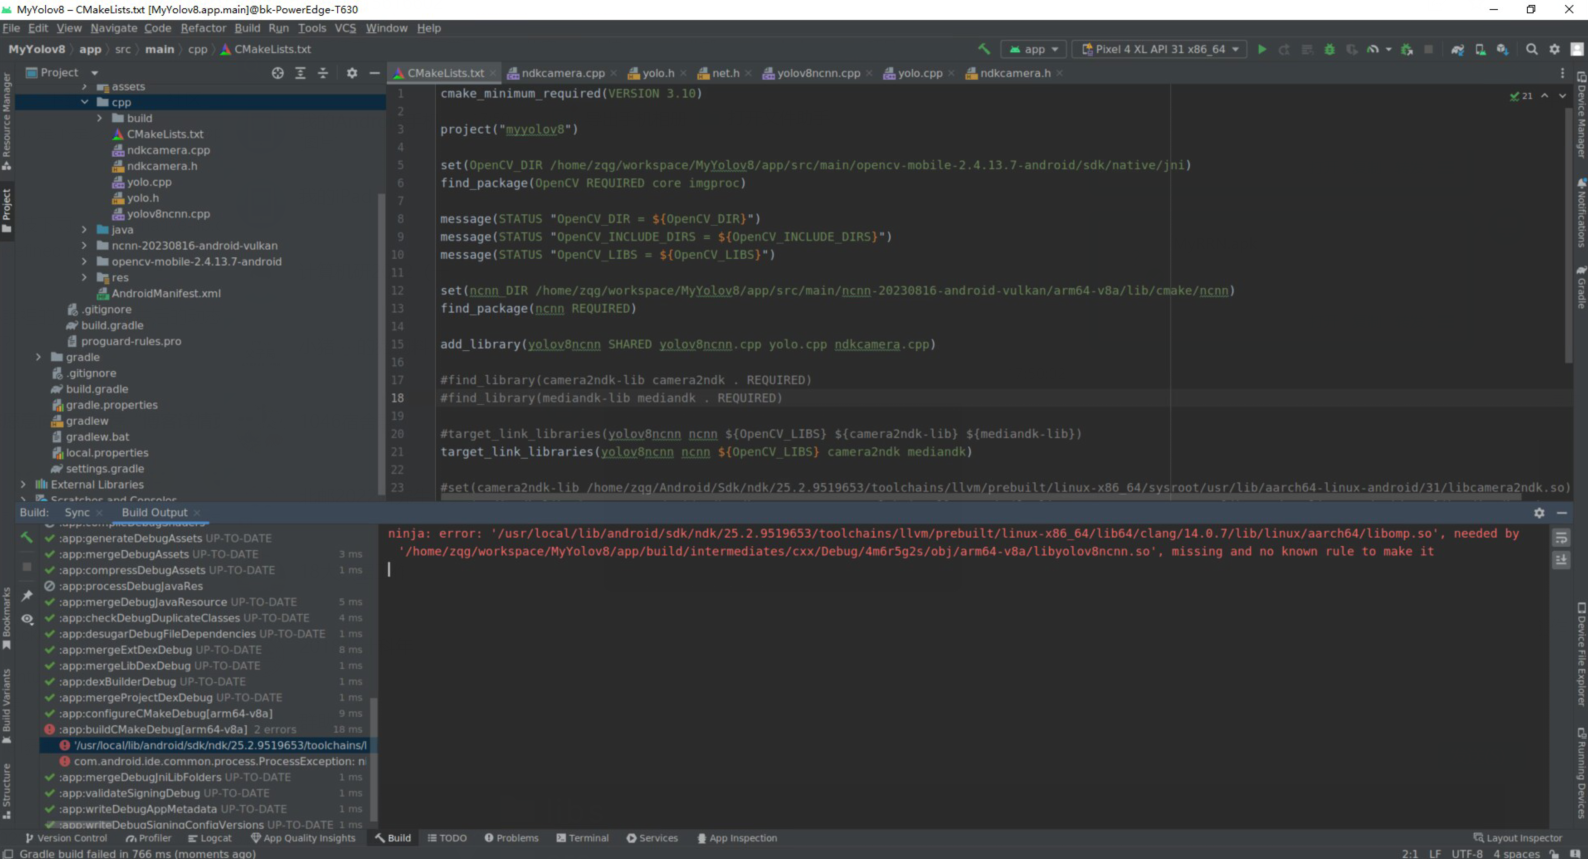 MyYolov8 – CMakeLists.txt [MyYolov8.app.main]@bk-PowerEdge-T630
File Edit View Navigate Code Refactor Build Run Tools VCS Window Help
MyYolov8 app src main cpp CMakeLists.txt
app Pixel 4 XL API 31 x86_64
Project
CMakeLists.txt ndkcamera.cpp yolo.h net.h yolov8ncnn.cpp yolo.cpp ndkcamera.h
assets
cpp
build
CMakeLists.txt
ndkcamera.cpp
ndkcamera.h
yolo.cpp
yolo.h
yolov8ncnn.cpp
java
ncnn-20230816-android-vulkan
opencv-mobile-2.4.13.7-android
res
AndroidManifest.xml
.gitignore
build.gradle
proguard-rules.pro
gradle
.gitignore
build.gradle
gradle.properties
gradlew
gradlew.bat
local.properties
settings.gradle
External Libraries
Scratches and Consoles
1 cmake_minimum_required(VERSION 3.10)
2
3 project("myyolov8")
4
5 set(OpenCV_DIR /home/zqg/workspace/MyYolov8/app/src/main/opencv-mobile-2.4.13.7-android/sdk/native/jni)
6 find_package(OpenCV REQUIRED core imgproc)
7
8 message(STATUS "OpenCV_DIR = ${OpenCV_DIR}")
9 message(STATUS "OpenCV_INCLUDE_DIRS = ${OpenCV_INCLUDE_DIRS}")
10 message(STATUS "OpenCV_LIBS = ${OpenCV_LIBS}")
11
12 set(ncnn_DIR /home/zqg/workspace/MyYolov8/app/src/main/ncnn-20230816-android-vulkan/arm64-v8a/lib/cmake/ncnn)
13 find_package(ncnn REQUIRED)
14
15 add_library(yolov8ncnn SHARED yolov8ncnn.cpp yolo.cpp ndkcamera.cpp)
16
17 #find_library(camera2ndk-lib camera2ndk . REQUIRED)
18 #find_library(mediandk-lib mediandk . REQUIRED)
19
20 #target_link_libraries(yolov8ncnn ncnn ${OpenCV_LIBS} ${camera2ndk-lib} ${mediandk-lib})
21 target_link_libraries(yolov8ncnn ncnn ${OpenCV_LIBS} camera2ndk mediandk)
22
23 #set(camera2ndk-lib /home/zqg/Android/Sdk/ndk/25.2.9519653/toolchains/llvm/prebuilt/linux-x86_64/sysroot/usr/lib/aarch64-linux-android/31/libcamera2ndk.so)
21
Resource Manager
Project
Bookmarks
Build Variants
Structure
Device Manager
Notifications
Gradle
Device File Explorer
Running Devices
Build: Sync Build Output
:app:compileDebugShaders
:app:generateDebugAssets UP-TO-DATE
:app:mergeDebugAssets UP-TO-DATE 3 ms
:app:compressDebugAssets UP-TO-DATE 1 ms
:app:processDebugJavaRes
:app:mergeDebugJavaResource UP-TO-DATE 5 ms
:app:checkDebugDuplicateClasses UP-TO-DATE 4 ms
:app:desugarDebugFileDependencies UP-TO-DATE 1 ms
:app:mergeExtDexDebug UP-TO-DATE 8 ms
:app:mergeLibDexDebug UP-TO-DATE 1 ms
:app:dexBuilderDebug UP-TO-DATE 1 ms
:app:mergeProjectDexDebug UP-TO-DATE 1 ms
:app:configureCMakeDebug[arm64-v8a] 9 ms
:app:buildCMakeDebug[arm64-v8a] 2 errors 18 ms
'/usr/local/lib/android/sdk/ndk/25.2.9519653/toolchains/l
com.android.ide.common.process.ProcessException: ni
:app:mergeDebugJniLibFolders UP-TO-DATE 1 ms
:app:validateSigningDebug UP-TO-DATE 1 ms
:app:writeDebugAppMetadata UP-TO-DATE 1 ms
:app:writeDebugSigningConfigVersions UP-TO-DATE 1 ms
ninja: error: '/usr/local/lib/android/sdk/ndk/25.2.9519653/toolchains/llvm/prebuilt/linux-x86_64/lib64/clang/14.0.7/lib/linux/aarch64/libomp.so', needed by
'/home/zqg/workspace/MyYolov8/app/build/intermediates/cxx/Debug/4m6r5g2s/obj/arm64-v8a/libyolov8ncnn.so', missing and no known rule to make it
Version Control Profiler Logcat App Quality Insights Build TODO Problems Terminal Services App Inspection Layout Inspector
Gradle build failed in 766 ms (moments ago) 2:1 LF UTF-8 4 spaces